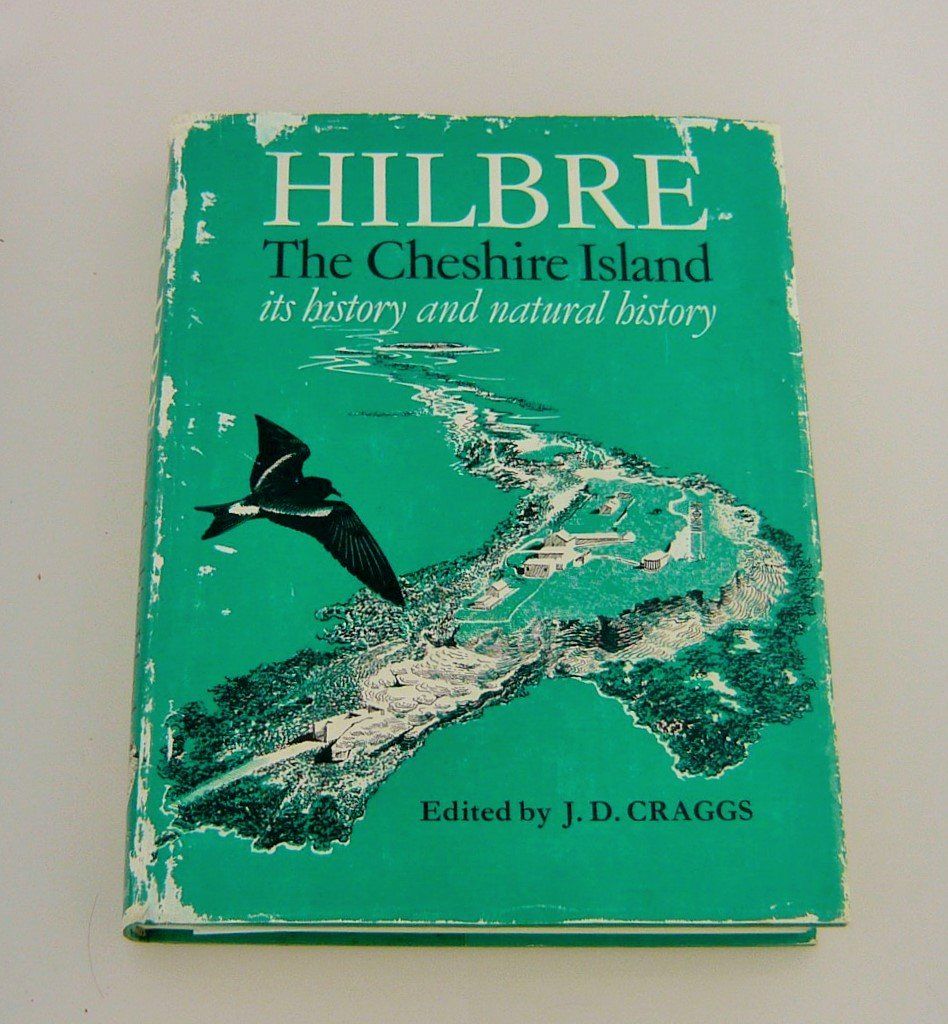 HILBRE
The Cheshire Island
its history and natural history
Edited by J. D. CRAGGS